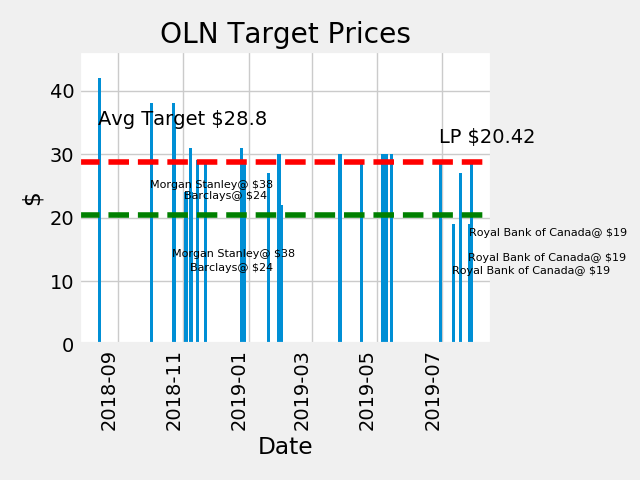 OLN Target Prices
Avg Target $28.8
LP $20.42
Morgan Stanley@ $38
Barclays@ $24
Royal Bank of Canada@ $19
Morgan Stanley@ $38
Royal Bank of Canada@ $19
Barclays@ $24
Royal Bank of Canada@ $19
$
40
30
20
10
0
2018-09
2018-11
2019-01
2019-03
2019-05
2019-07
Date